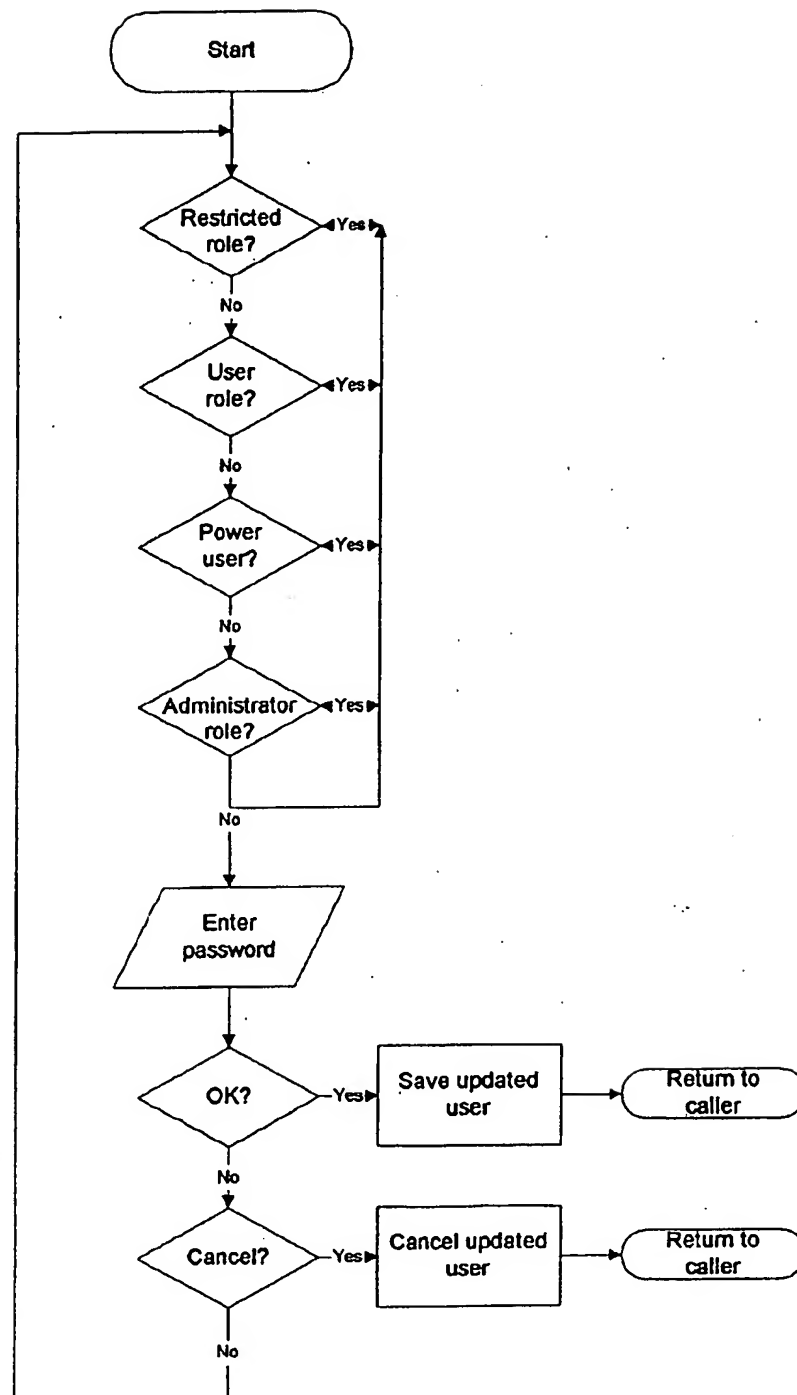 Start
Restricted
role?
Yes
No
User
role?
Yes
No
Power
user?
Yes
No
Administrator
role?
Yes
No
Enter
password
OK?
Yes
Save updated
user
Return to
caller
No
Cancel?
Yes
Cancel updated
user
Return to
caller
No